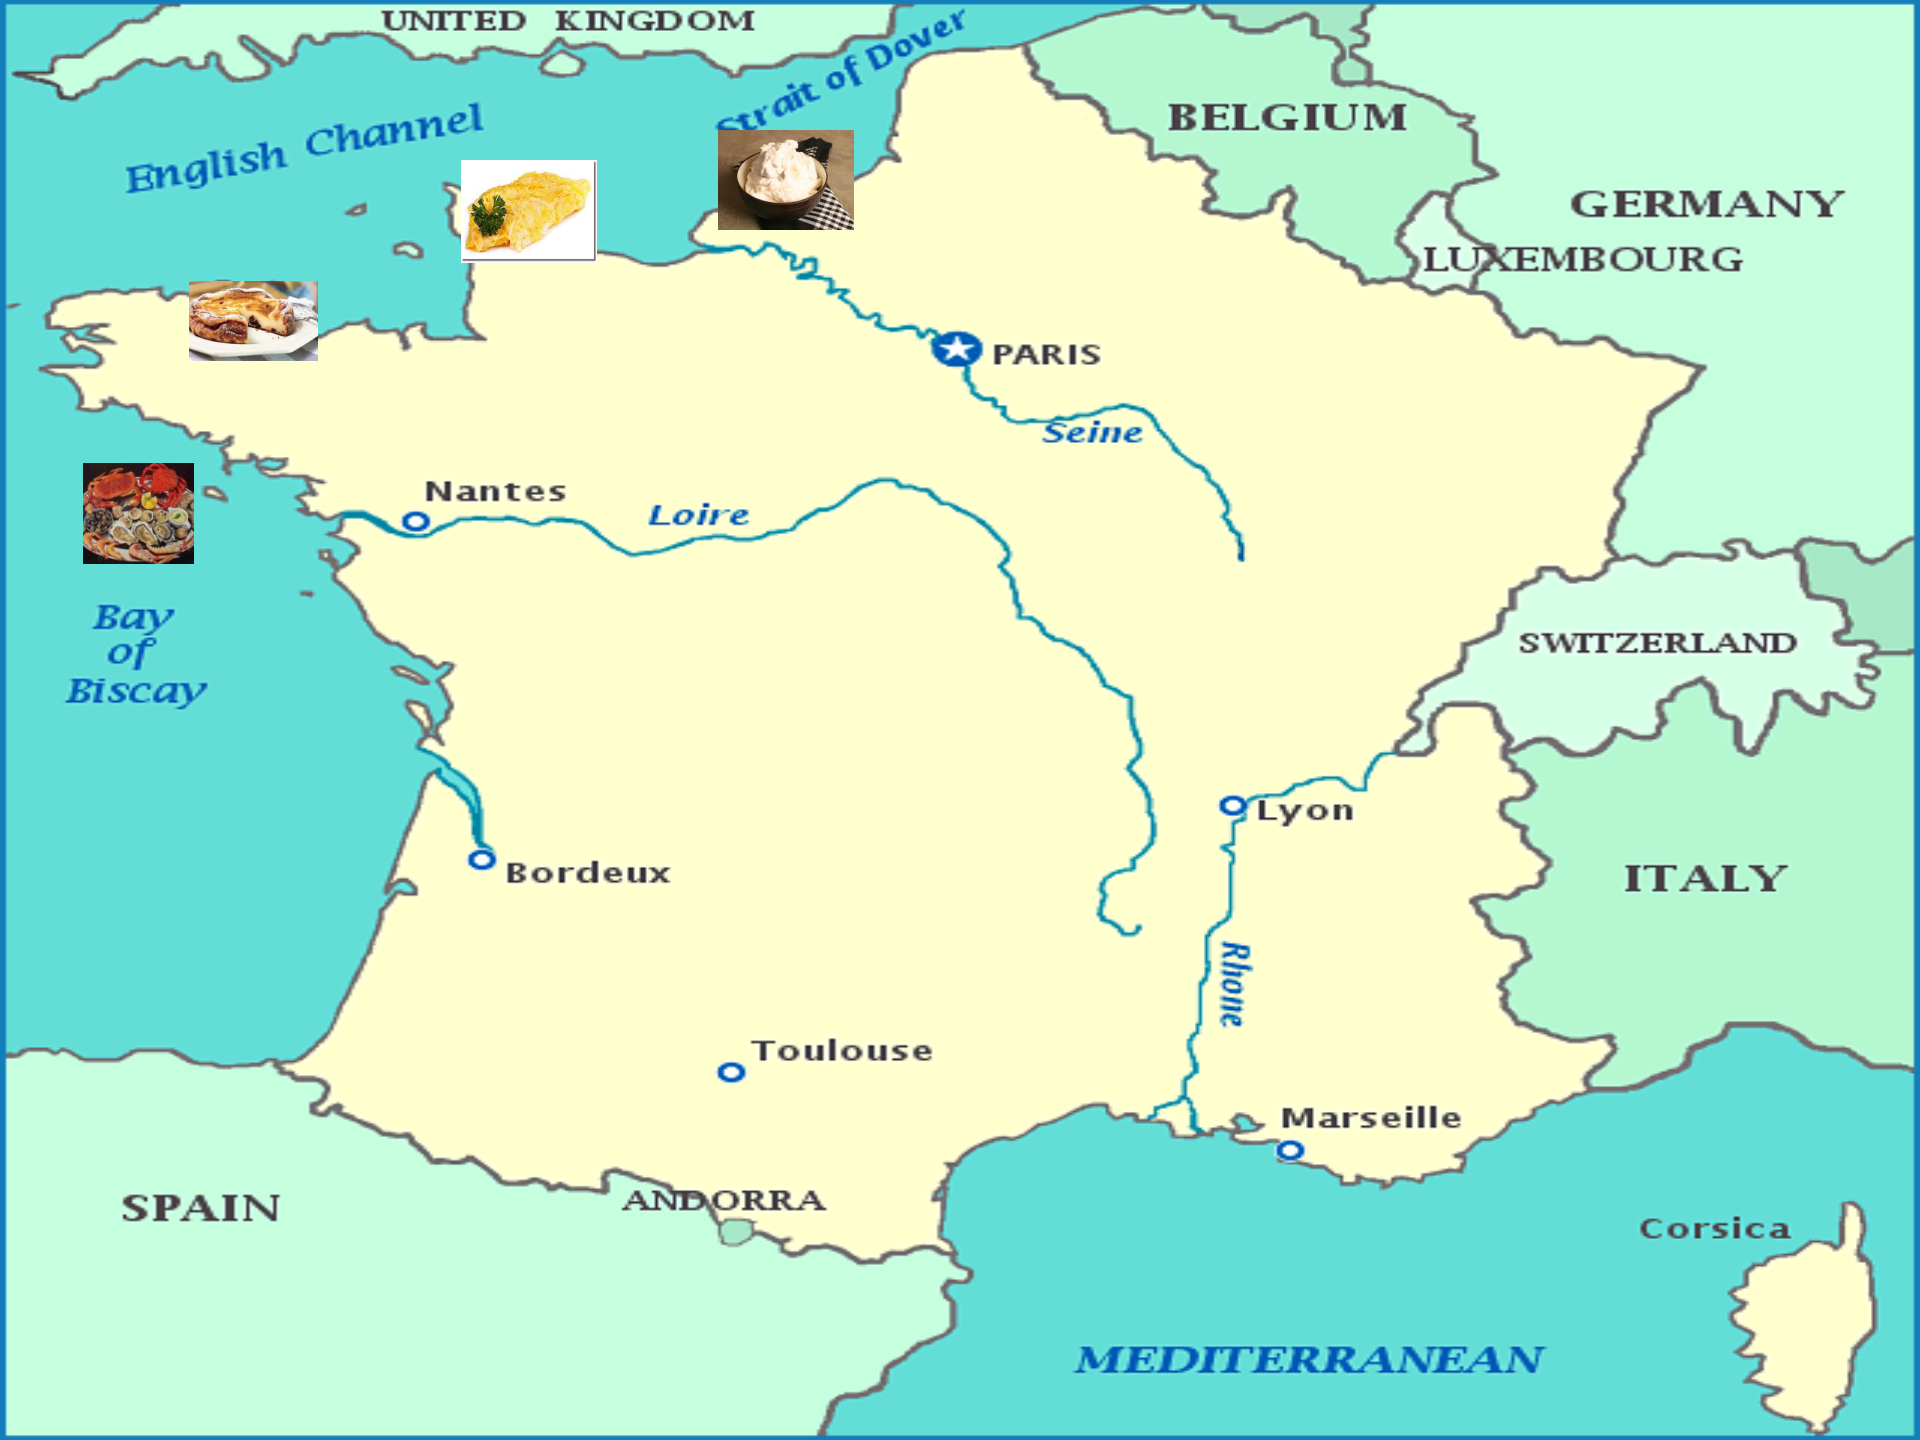 UNITED KINGDOM
Strait of Dover
English Channel
BELGIUM
GERMANY
LUXEMBOURG
PARIS
Seine
Nantes
Loire
Bay
of
Biscay
SWITZERLAND
Lyon
Bordeux
ITALY
Rhone
Toulouse
Marseille
SPAIN
ANDORRA
Corsica
MEDITERRANEAN